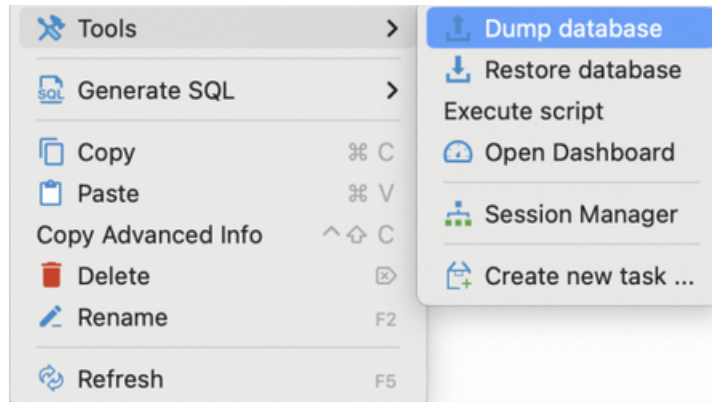 Tools >
SQL Generate SQL >
Copy ⌘ C
Paste ⌘ V
Copy Advanced Info ^⇧ C
Delete ⌦
Rename F2
Refresh F5
Dump database
Restore database
Execute script
Open Dashboard
Session Manager
Create new task ...